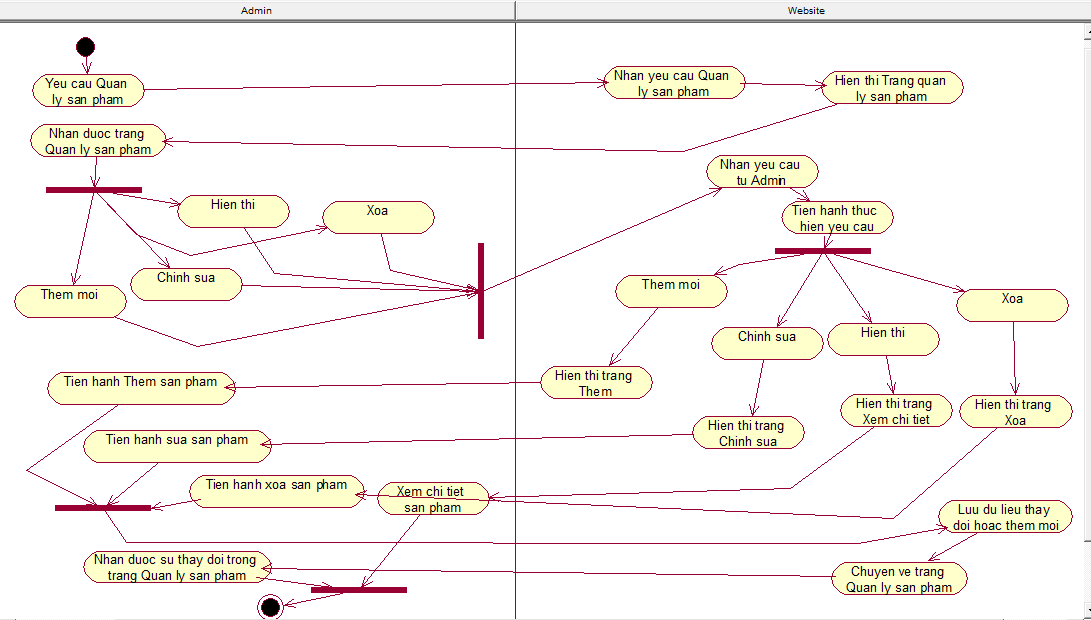 Admin
Website
Yeu cau Quan
ly san pham
Nhan yeu cau Quan
ly san pham
Hien thi Trang quan
ly san pham
Nhan duoc trang
Quan ly san pham
Nhan yeu cau
tu Admin
Hien thi
Xoa
Tien hanh thuc
hien yeu cau
Chinh sua
Them moi
Them moi
Xoa
Chinh sua
Hien thi
Tien hanh Them san pham
Hien thi trang
Them
Hien thi trang
Xem chi tiet
Hien thi trang
Xoa
Tien hanh sua san pham
Hien thi trang
Chinh sua
Tien hanh xoa san pham
Xem chi tiet
san pham
Luu du lieu thay
doi hoac them moi
Nhan duoc su thay doi trong
trang Quan ly san pham
Chuyen ve trang
Quan ly san pham